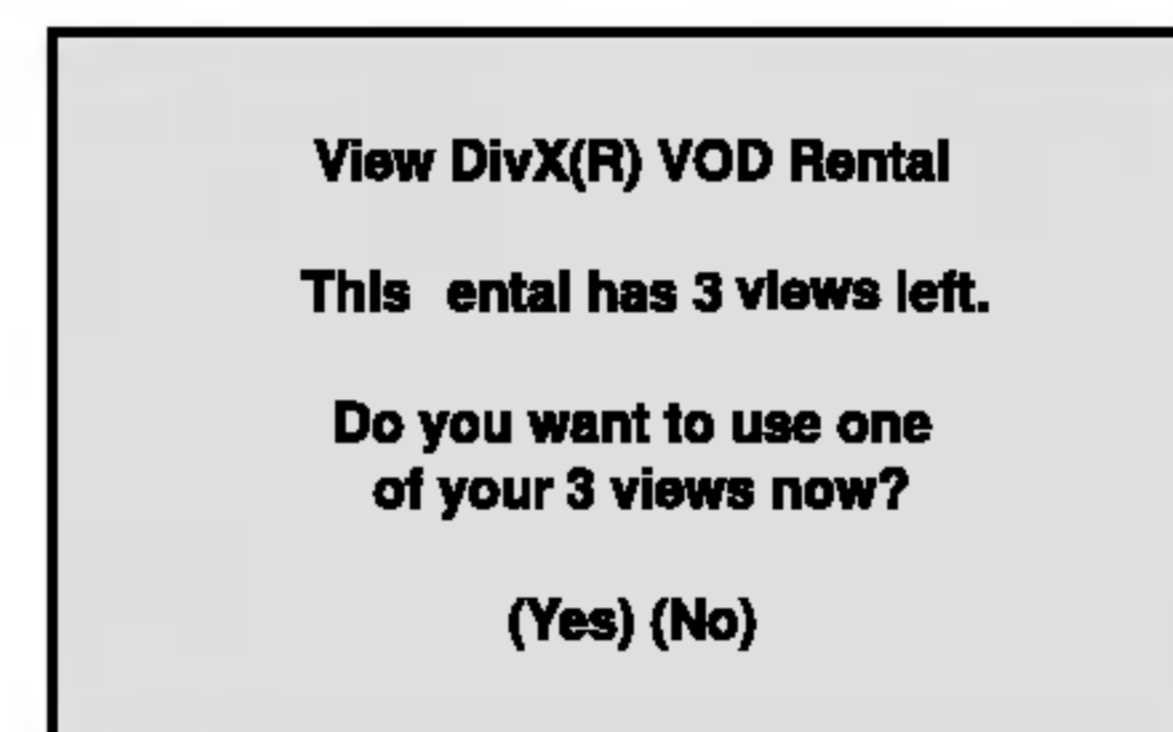 View DivX(R) VOD Rental
This ental has 3 views left.
Do you want to use one
of your 3 views now?
(Yes) (No)